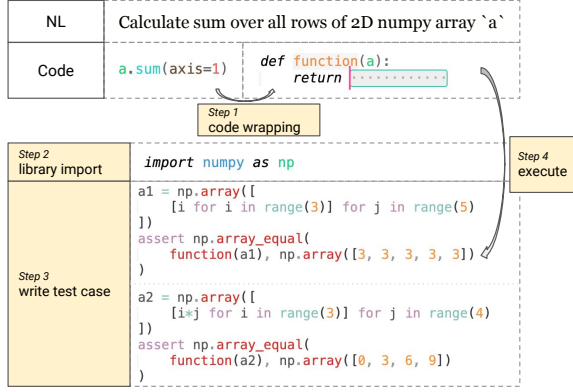 NL
Calculate sum over all rows of 2D numpy array `a`
Code
a.sum(axis=1)
def function(a):
return
Step 1
code wrapping
Step 2
library import
import numpy as np
Step 4
execute
Step 3
write test case
a1 = np.array([
[i for i in range(3)] for j in range(5)
])
assert np.array_equal(
function(a1), np.array([3, 3, 3, 3, 3])
)
a2 = np.array([
[i*j for i in range(3)] for j in range(4)
])
assert np.array_equal(
function(a2), np.array([0, 3, 6, 9])
)